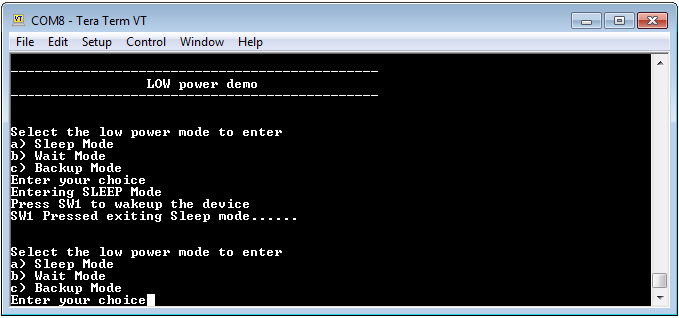 COM8 - Tera Term VT
File Edit Setup Control Window Help
LOW power demo
Select the low power mode to enter
a) Sleep Mode
b) Wait Mode
c) Backup Mode
Enter your choice
Entering SLEEP Mode
Press SW1 to wakeup the device
SW1 Pressed exiting Sleep mode......
Select the low power mode to enter
a) Sleep Mode
b) Wait Mode
c) Backup Mode
Enter your choice